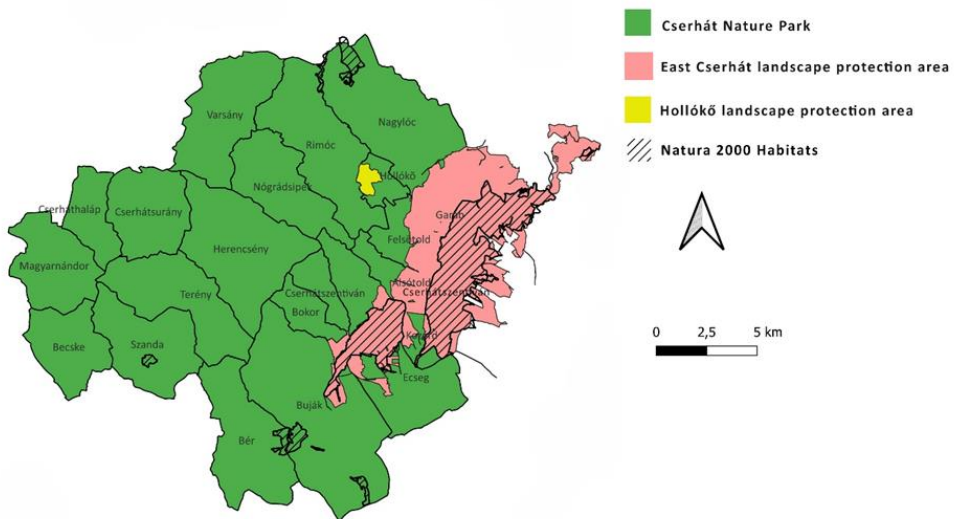 Cserhát Nature Park
East Cserhát landscape protection area
Hollókő landscape protection area
Natura 2000 Habitats
0 2,5 5 km
Varsány
Nagylóc
Rimóc
Nógrádsipek
Hollókő
Cserháthaláp
Cserhátsurány
Garáb
Felsőtold
Herencsény
Magyarnándor
Alsótold
Terény
Cserhátszentiván
Cserhátszentiván
Bokor
Kozárd
Becske
Szanda
Ecseg
Buják
Bér